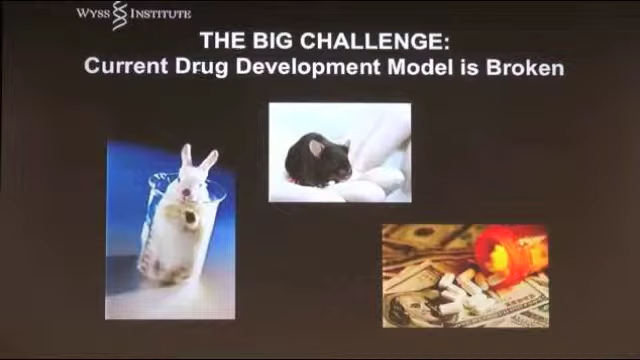 WYSS INSTITUTE
THE BIG CHALLENGE:
Current Drug Development Model is Broken